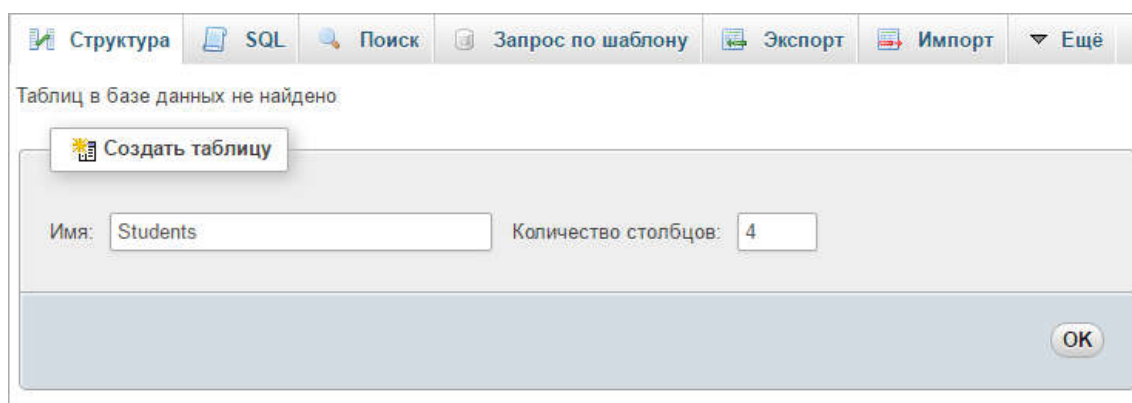 Структура SQL Поиск Запрос по шаблону Экспорт Импорт Ещё
Таблиц в базе данных не найдено
Создать таблицу
Имя: Students Количество столбцов: 4
OK